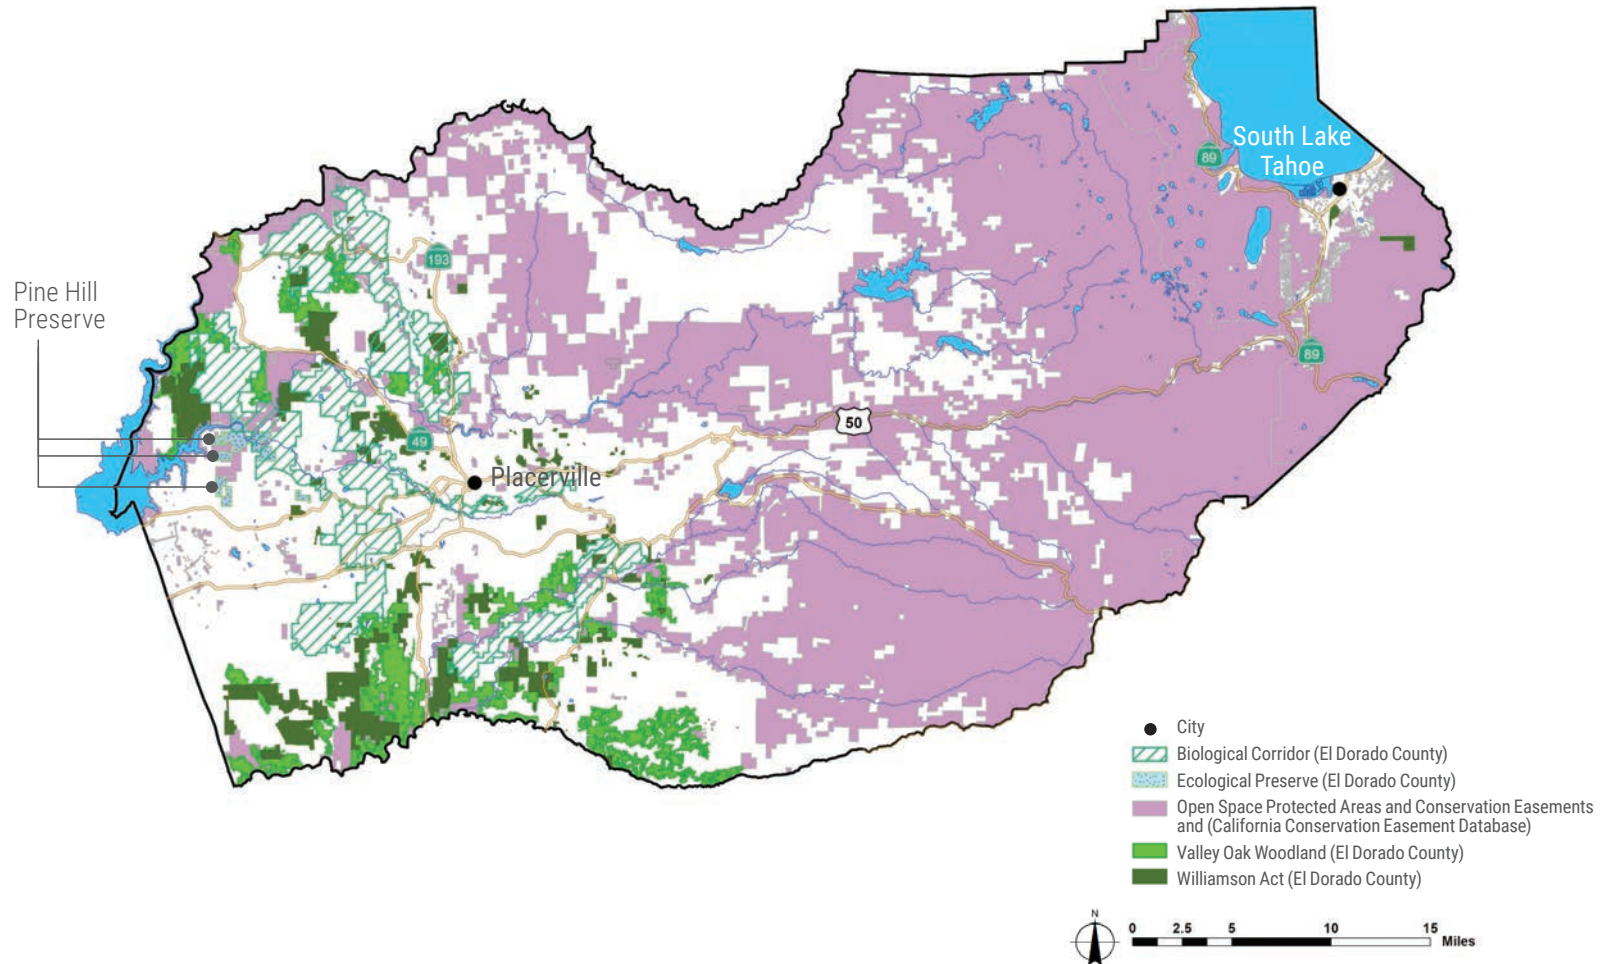 South Lake
Tahoe
89
193
Pine Hill
Preserve
89
50
49
Placerville
City
Biological Corridor (El Dorado County)
Ecological Preserve (El Dorado County)
Open Space Protected Areas and Conservation Easements
and (California Conservation Easement Database)
Valley Oak Woodland (El Dorado County)
Williamson Act (El Dorado County)
N
0 2.5 5 10 15
Miles